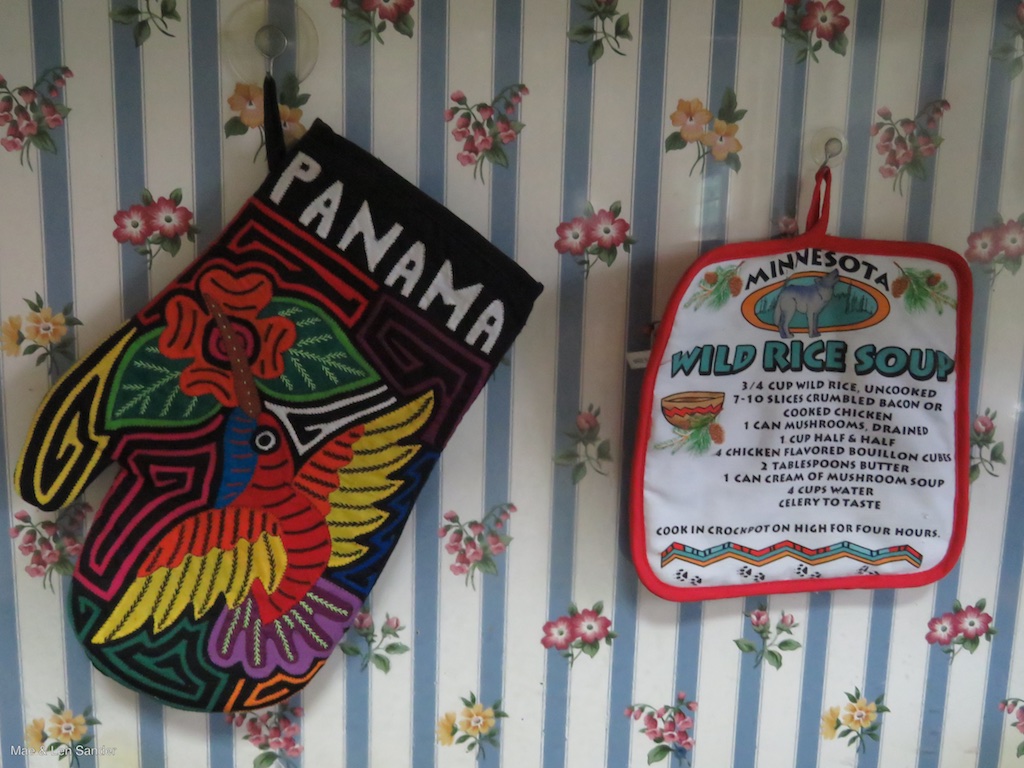 PANAMA
MINNESOTA
WILD RICE SOUP
3/4 CUP WILD RICE, UNCOOKED
7-10 SLICES CRUMBLED BACON OR
COOKED CHICKEN
1 CAN MUSHROOMS, DRAINED
1 CUP HALF & HALF
4 CHICKEN FLAVORED BOUILLON CUBES
2 TABLESPOONS BUTTER
1 CAN CREAM OF MUSHROOM SOUP
4 CUPS WATER
CELERY TO TASTE
COOK IN CROCKPOT ON HIGH FOR FOUR HOURS.
& Len Sander